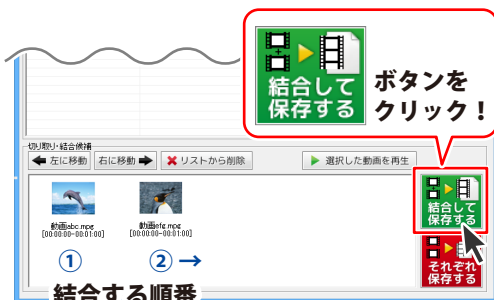 結合して
保存する
ボタンを
クリック！
切り取り・結合候補
左に移動
右に移動
リストから削除
選択した動画を再生
動画abc.mpg
[00:00:00-00:01:00]
動画efg.mpg
[00:00:00-00:01:00]
① ② →
結合する順番
結合して
保存する
それぞれ
保存する